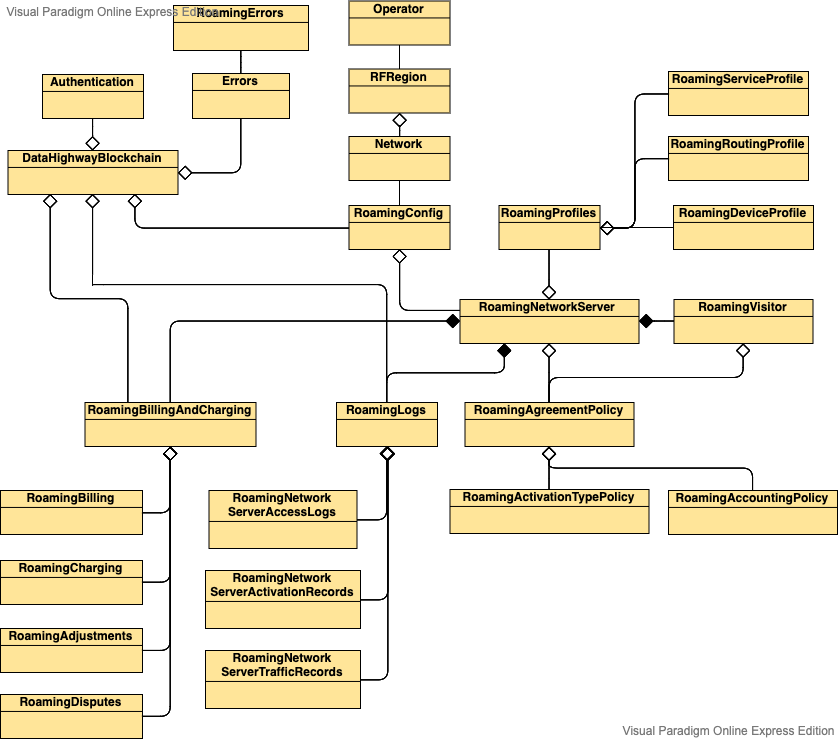 Visual Paradigm Online Express Edition
RoamingErrors
Operator
Authentication
Errors
RFRegion
RoamingServiceProfile
DataHighwayBlockchain
Network
RoamingRoutingProfile
RoamingConfig
RoamingProfiles
RoamingDeviceProfile
RoamingNetworkServer
RoamingVisitor
RoamingBillingAndCharging
RoamingLogs
RoamingAgreementPolicy
RoamingBilling
RoamingNetwork
ServerAccessLogs
RoamingActivationTypePolicy
RoamingAccountingPolicy
RoamingCharging
RoamingNetwork
ServerActivationRecords
RoamingAdjustments
RoamingNetwork
ServerTrafficRecords
RoamingDisputes
Visual Paradigm Online Express Edition